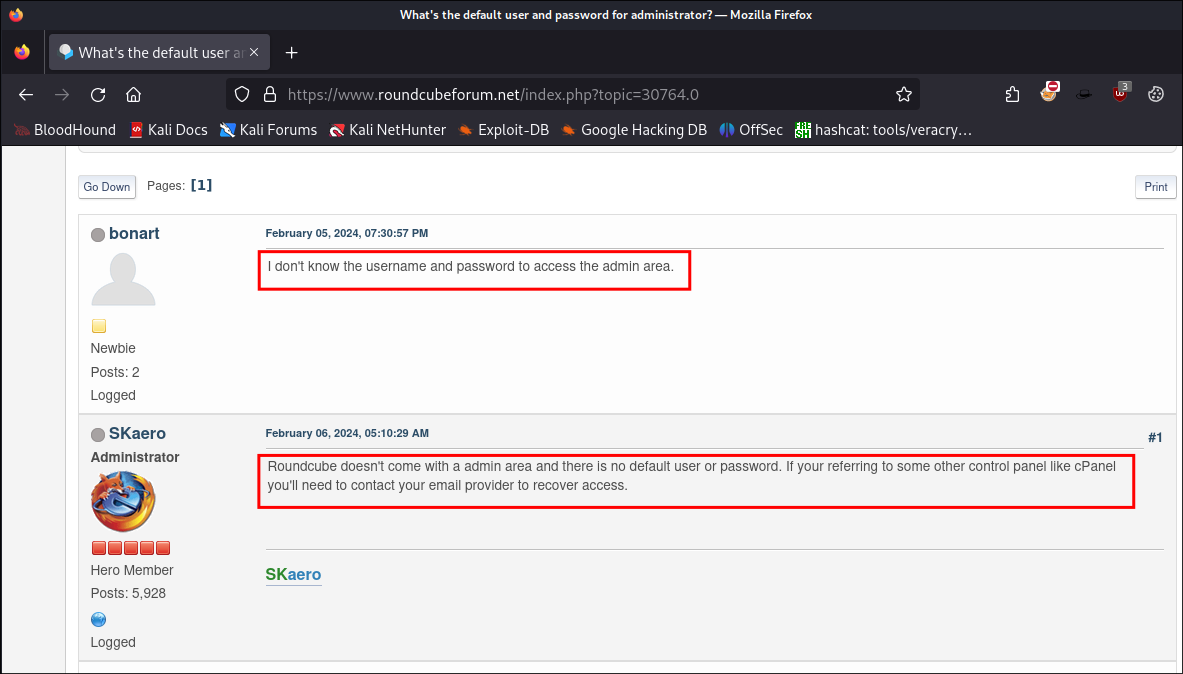 What's the default user and password for administrator? — Mozilla Firefox
What's the default user a
https://www.roundcubeforum.net/index.php?topic=30764.0
3
BloodHound Kali Docs Kali Forums Kali NetHunter Exploit-DB Google Hacking DB OffSec hashcat: tools/veracry…
Go Down Pages: [1] Print
bonart
February 05, 2024, 07:30:57 PM
I don't know the username and password to access the admin area.
Newbie
Posts: 2
Logged
SKaero
February 06, 2024, 05:10:29 AM
#1
Administrator
Roundcube doesn't come with a admin area and there is no default user or password. If your referring to some other control panel like cPanel
you'll need to contact your email provider to recover access.
Hero Member
SKaero
Posts: 5,928
Logged